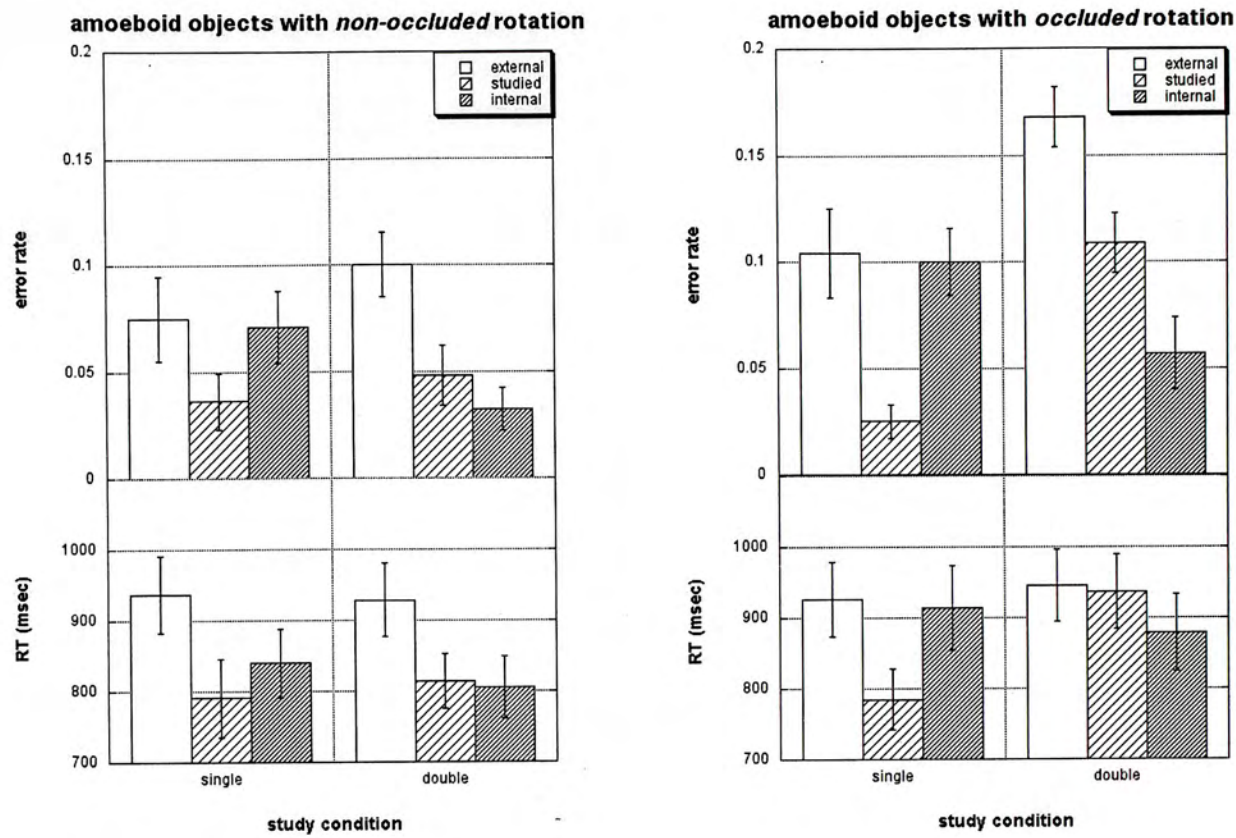 amoeboid objects with non-occluded rotation
0.2
0.15
0.1
0.05
0
error rate
external
studied
internal
1000
900
800
700
RT (msec)
single
double
study condition
amoeboid objects with occluded rotation
0.2
0.15
0.1
0.05
0
error rate
external
studied
internal
1000
900
800
700
RT (msec)
single
double
study condition